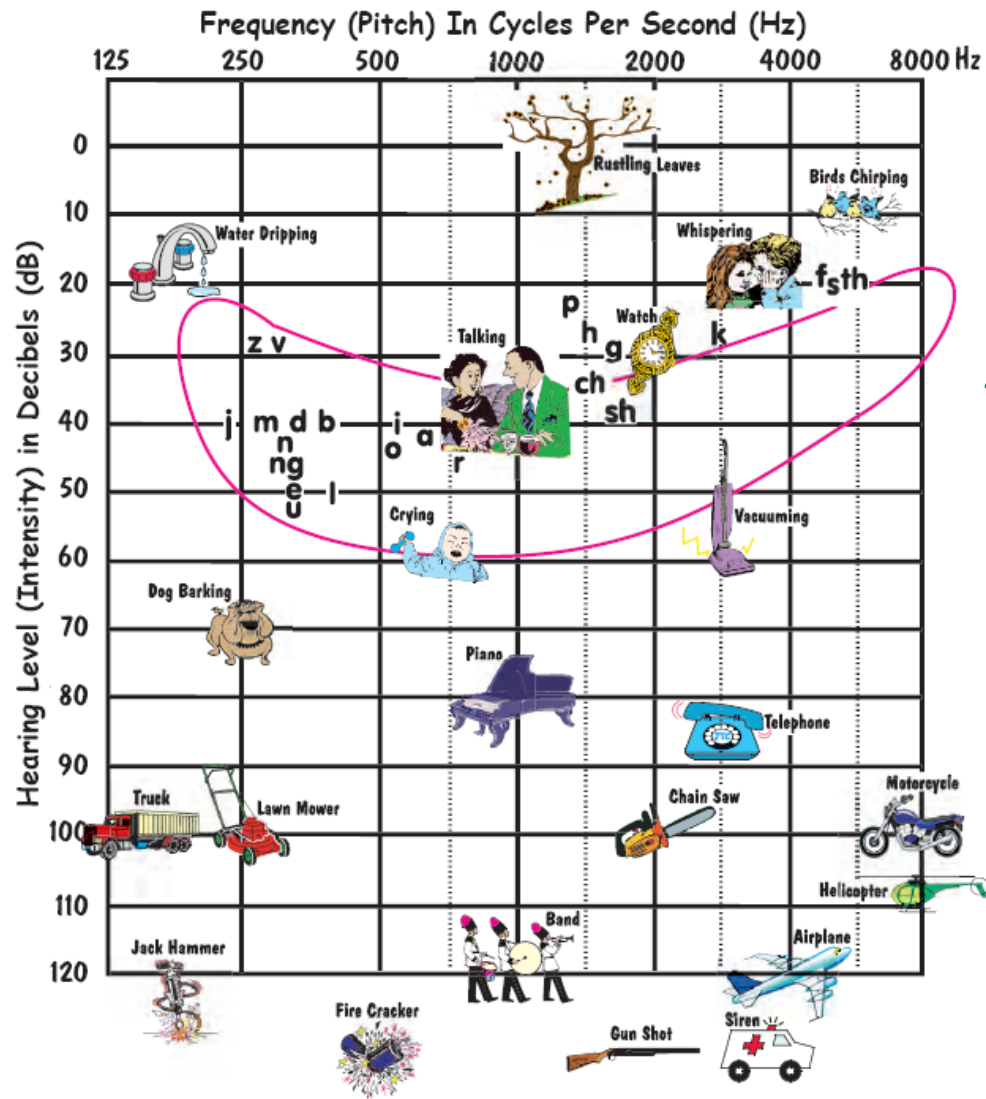 Frequency (Pitch) In Cycles Per Second (Hz)
125 250 500 1000 2000 4000 8000 Hz
Hearing Level (Intensity) in Decibels (dB)
0
Rustling Leaves
Birds Chirping
10
Water Dripping
Whispering
20
f s th
p
Watch
h
k
z v
Talking
g
30
ch
sh
j m d b i
40
n o a
ng r
50
e l
u
Crying
Vacuuming
60
Dog Barking
70
Piano
80
Telephone
90
Truck
Lawn Mower
Chain Saw
Motorcycle
100
Helicopter
110
Band
Jack Hammer
Airplane
120
Fire Cracker
Gun Shot
Siren